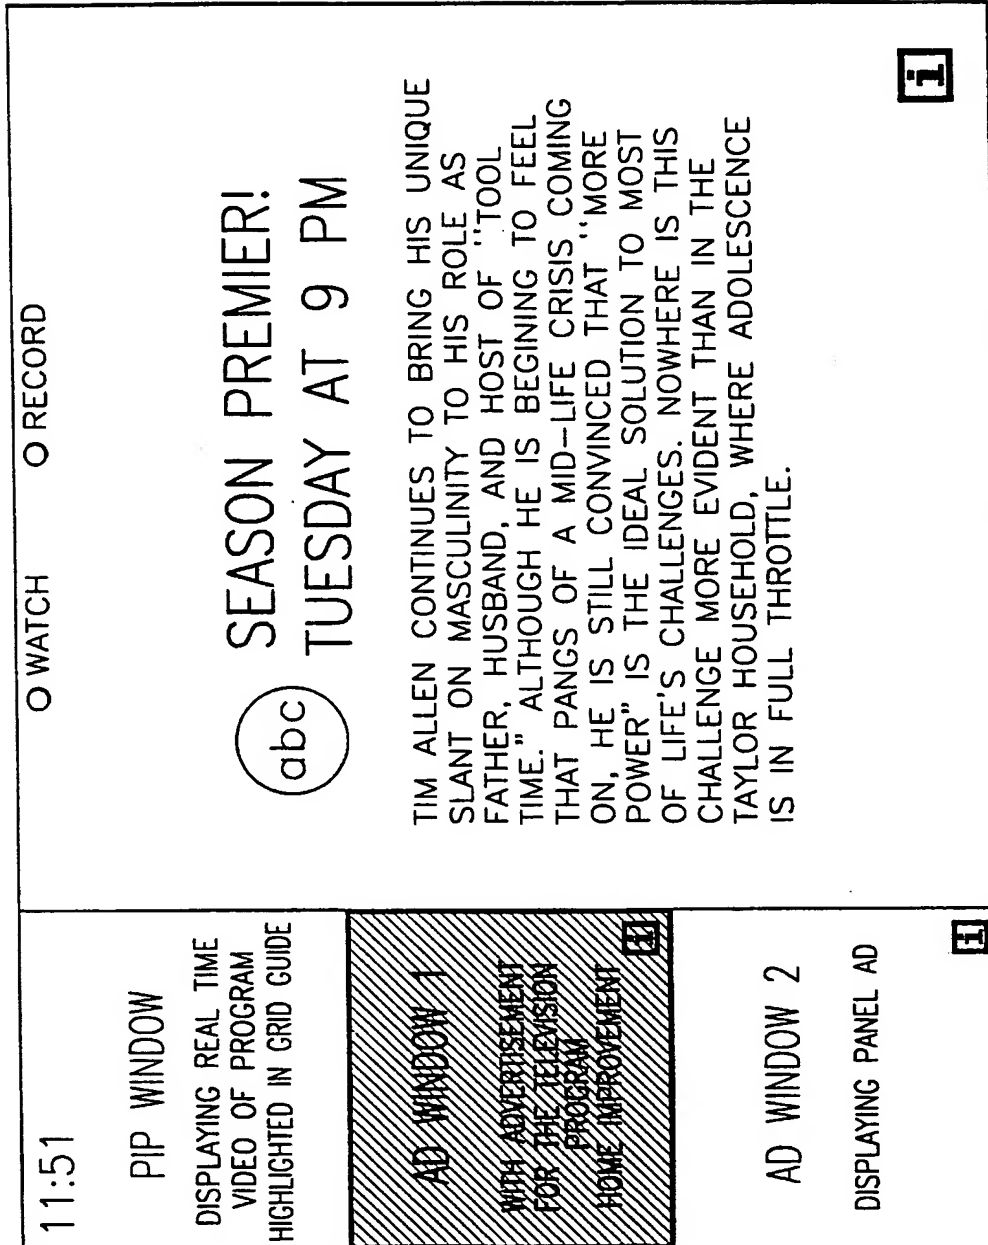 11:51
PIP WINDOW
DISPLAYING REAL TIME
VIDEO OF PROGRAM
HIGHLIGHTED IN GRID GUIDE
AD WINDOW 1
WITH ADVERTISEMENT
FOR THE TELEVISION
PROGRAM
HOME IMPROVEMENT
i
AD WINDOW 2
DISPLAYING PANEL AD
i
O WATCH O RECORD
abc
SEASON PREMIER!
TUESDAY AT 9 PM
TIM ALLEN CONTINUES TO BRING HIS UNIQUE
SLANT ON MASCULINITY TO HIS ROLE AS
FATHER, HUSBAND, AND HOST OF ''TOOL
TIME." ALTHOUGH HE IS BEGINING TO FEEL
THAT PANGS OF A MID-LIFE CRISIS COMING
ON, HE IS STILL CONVINCED THAT ''MORE
POWER" IS THE IDEAL SOLUTION TO MOST
OF LIFE'S CHALLENGES. NOWHERE IS THIS
CHALLENGE MORE EVIDENT THAN IN THE
TAYLOR HOUSEHOLD, WHERE ADOLESCENCE
IS IN FULL THROTTLE.
i